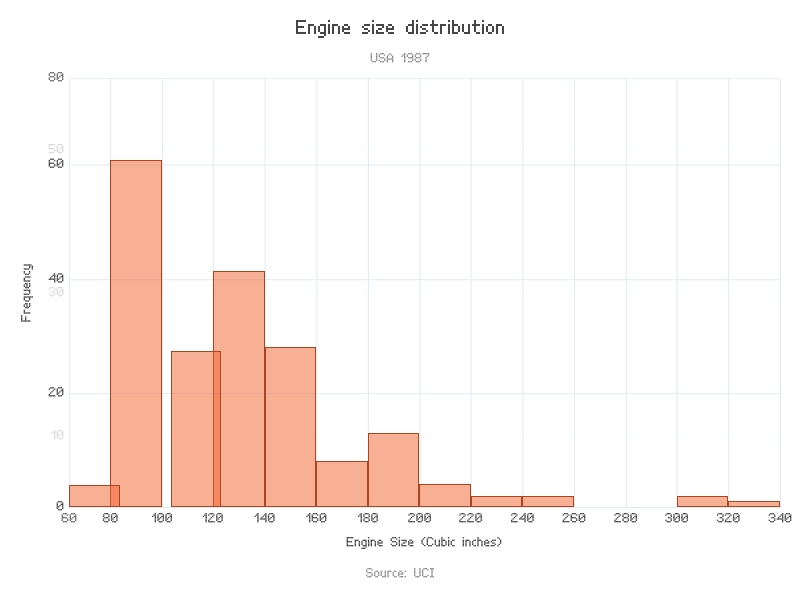 Engine size distribution
USA 1987
80
50
60
40
30
20
10
0
Frequency
60 80 100 120 140 160 180 200 220 240 260 280 300 320 340
Engine Size (Cubic inches)
Source: UCI